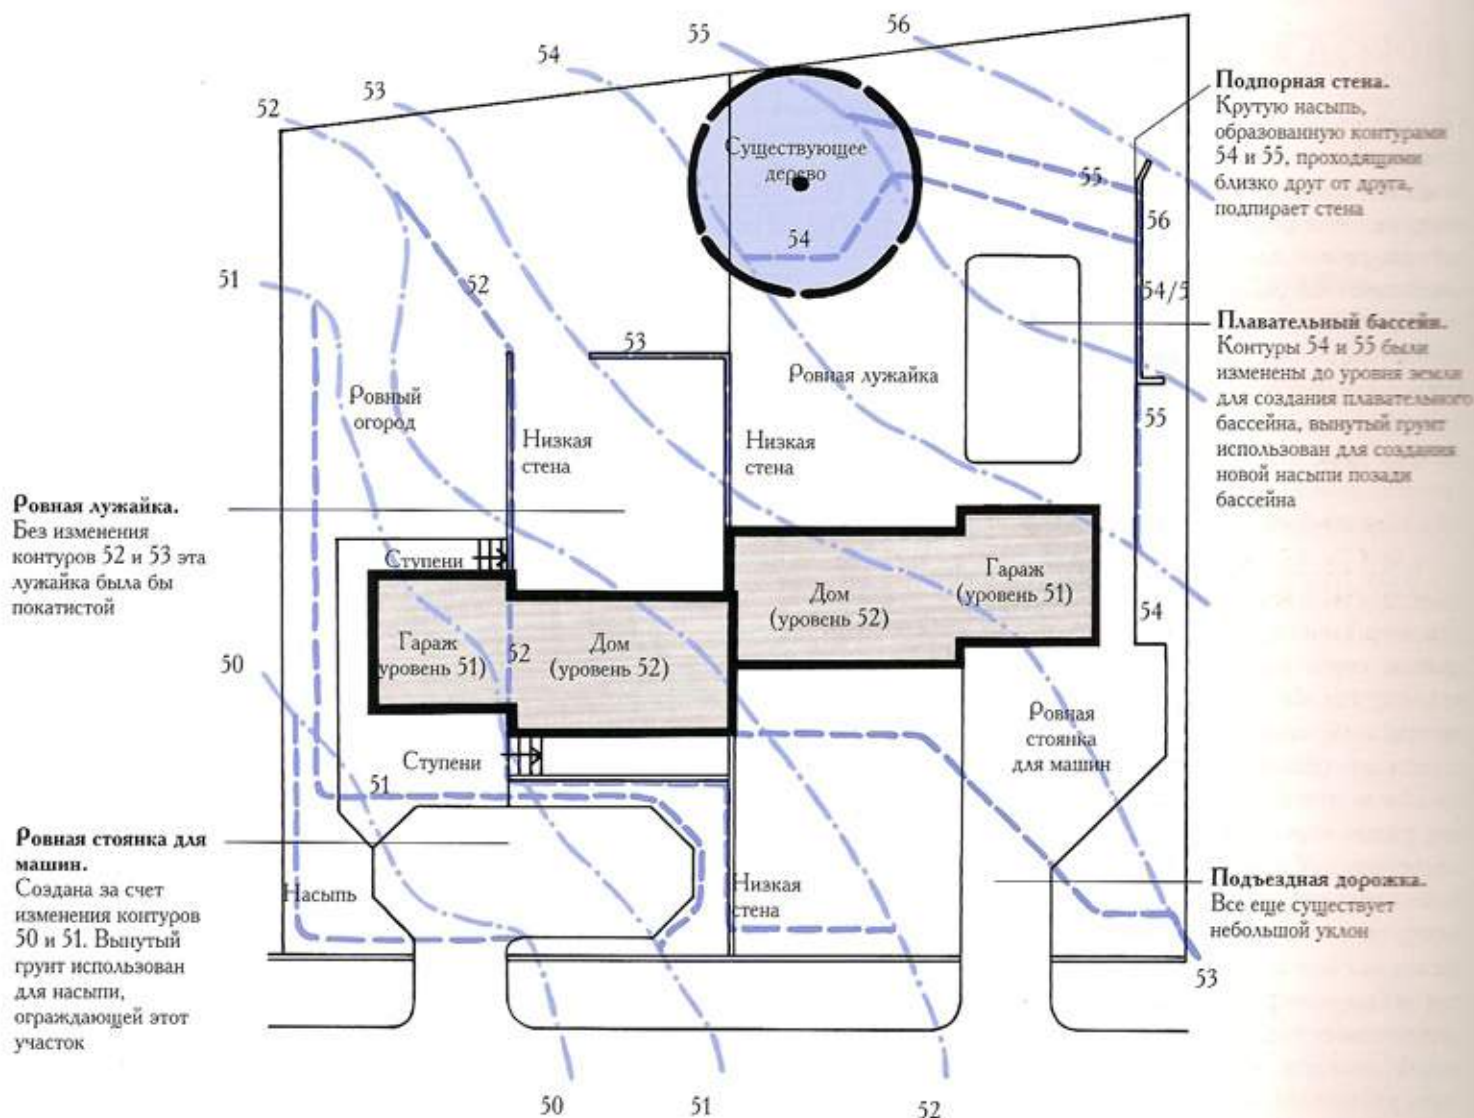 56
55
54
53
52
Подпорная стена.
Крутую насыпь,
образованную контурами
54 и 55, проходящими
близко друг от друга,
подпирает стена
Существующее
дерево
55
56
54
51
52
54/5
53
Плавательный бассейн.
Контуры 54 и 55 были
изменены до уровня земли
для создания плавательного
бассейна, вынутый грунт
использован для создания
новой насыпи позади
бассейна
Ровная лужайка
Ровный
огород
55
Низкая
стена
Низкая
стена
Ровная лужайка.
Без изменения
контуров 52 и 53 эта
лужайка была бы
покатистой
Ступени
Гараж
(уровень 51)
Дом
(уровень 52)
54
Гараж
уровень 51)
52
Дом
(уровень 52)
50
Ровная
стоянка
для машин
Ступени
51
Ровная стоянка для
машин.
Создана за счет
изменения контуров
50 и 51. Вынутый
грунт использован
для насыпи,
ограждающей этот
участок
Насыпь
Низкая
стена
Подъездная дорожка.
Все еще существует
небольшой уклон
53
50
51
52